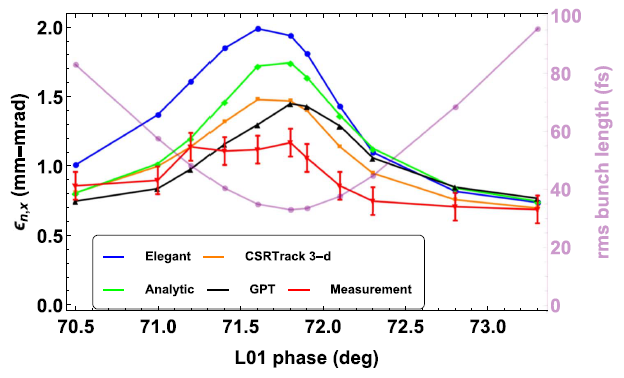 2.0
1.5
1.0
0.5
0.0
ϵn,x (mm–mrad)
100
80
60
40
20
0
rms bunch length (fs)
Elegant CSRTrack 3–d
Analytic GPT Measurement
70.5 71.0 71.5 72.0 72.5 73.0
L01 phase (deg)